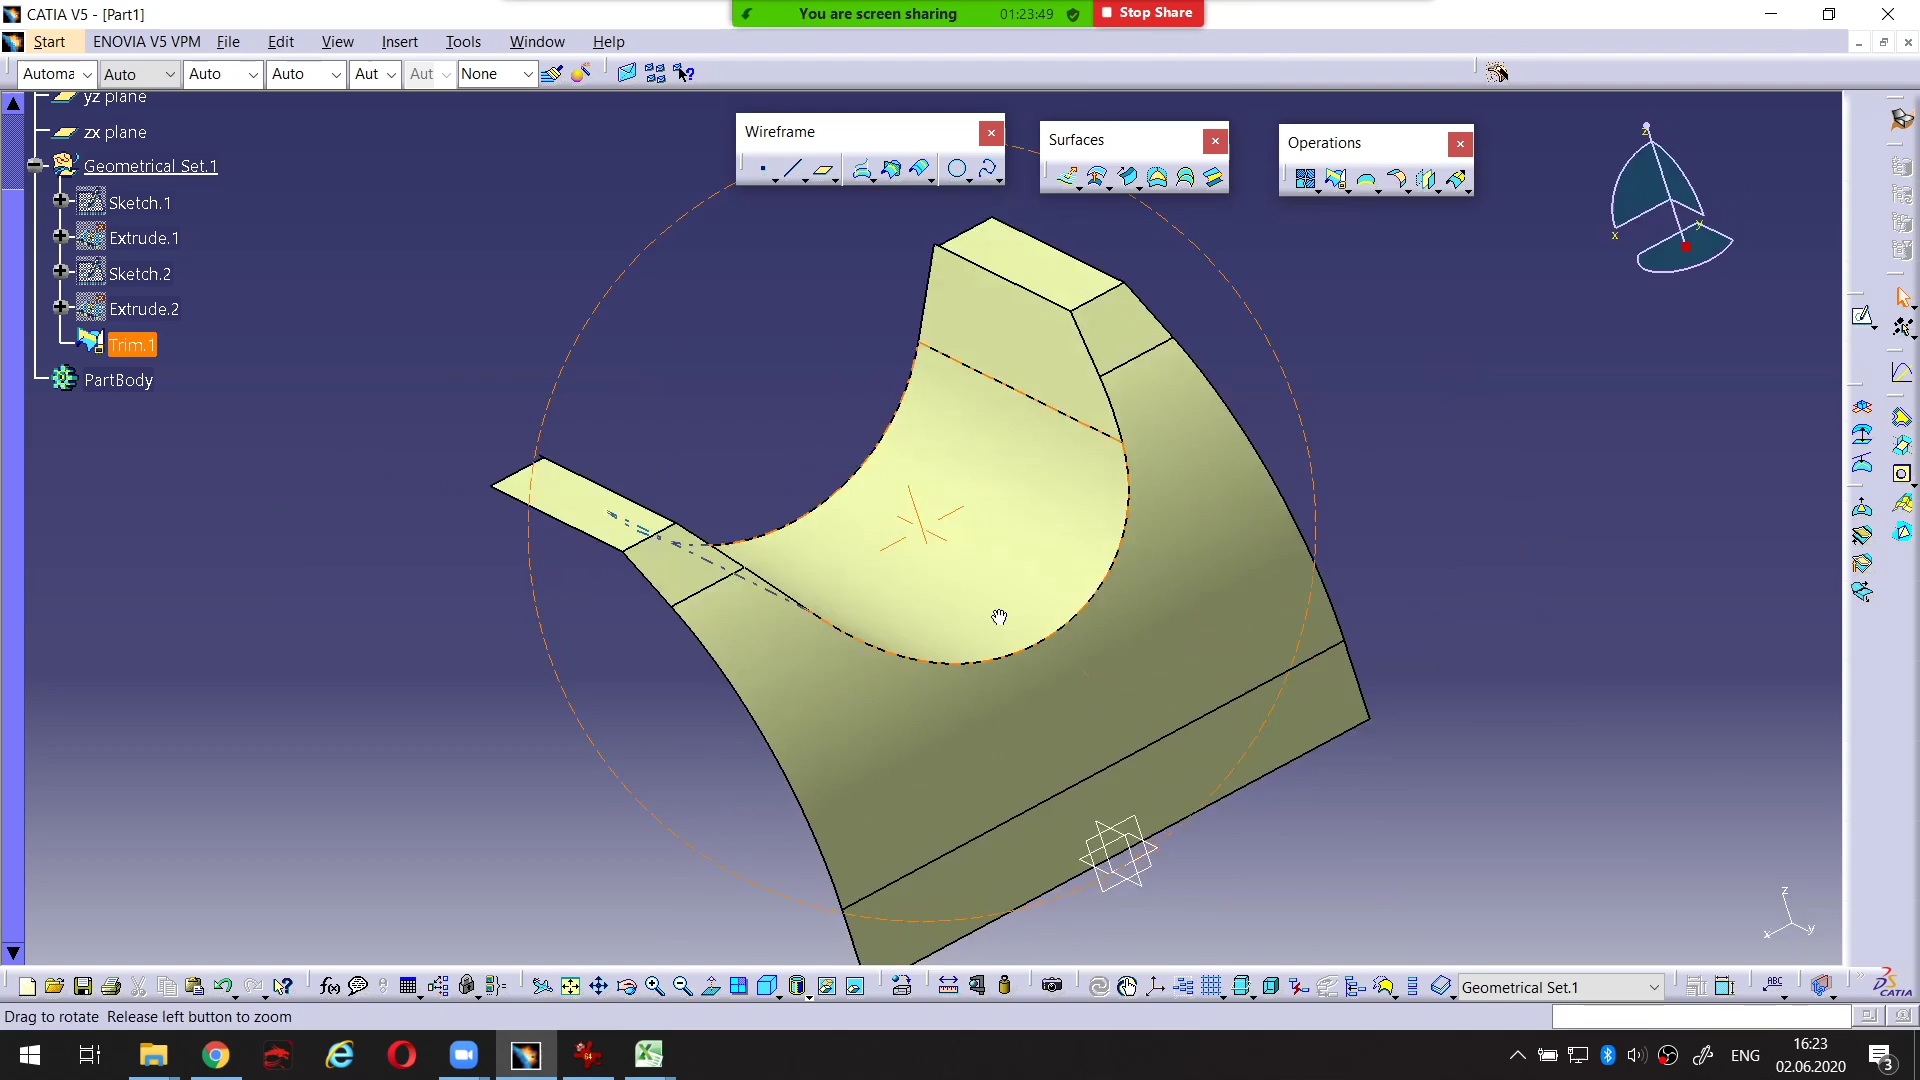 CATIA V5 - [Part1]
You are screen sharing 01:23:49 Stop Share
Start ENOVIA V5 VPM File Edit View Insert Tools Window Help
Automa Auto Auto Auto Aut Aut None
yz plane
zx plane
Geometrical Set.1
Sketch.1
Extrude.1
Sketch.2
Extrude.2
Trim.1
PartBody
Wireframe
Surfaces
Operations
z
x
y
z
x
y
Geometrical Set.1
ABC
CATIA
Drag to rotate Release left button to zoom
ENG
16:23
02.06.2020
3